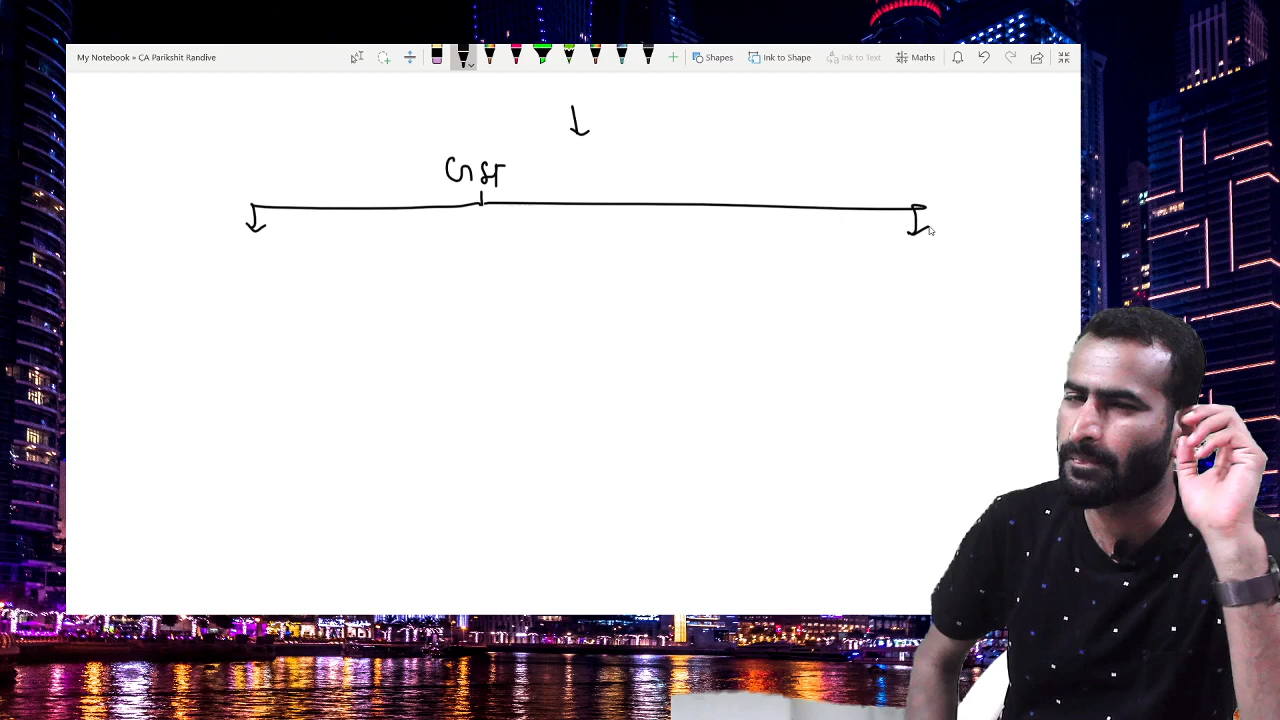 My Notebook » CA Parikshit Randive
Shapes
Ink to Shape
Ink to Text
Maths
GST